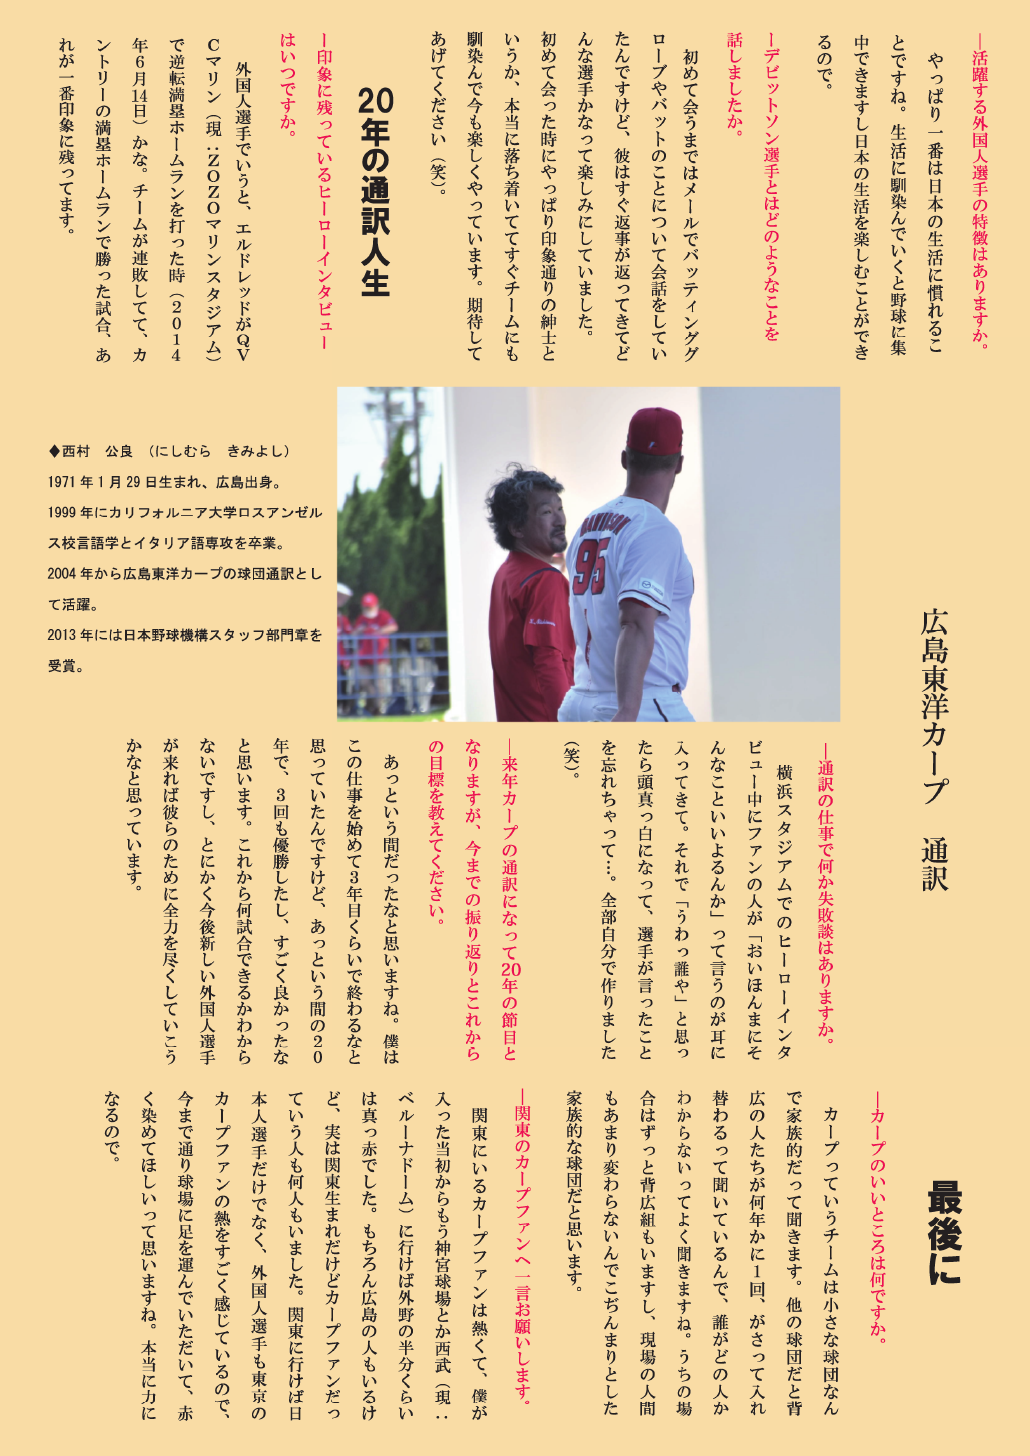 ―活躍する外国人選手の特徴はありますか。
やっぱり一番は日本の生活に慣れるこ
とですね。生活に馴染んでいくと野球に集
中できますし日本の生活を楽しむことができ
るので。
―デビットソン選手とはどのようなことを
話しましたか。
初めて会うまではメールでバッティンググ
ローブやバットのことについて会話をしてい
たんですけど、彼はすぐ返事が返ってきてど
んな選手かなって楽しみにしていました。
初めて会った時にやっぱり印象通りの紳士と
いうか、本当に落ち着いててすぐチームにも
馴染んで今も楽しくやっています。期待して
あげてください（笑）。
20年の通訳人生
―印象に残っているヒーローインタビュー
はいつですか。
外国人選手でいうと、エルドレッドがＱＶ
Ｃマリン（現：ＺＯＺＯマリンスタジアム）
で逆転満塁ホームランを打った時（２０１４
年６月14日）かな。チームが連敗してて、カ
ントリーの満塁ホームランで勝った試合、あ
れが一番印象に残ってます。
DAVIDSON
95
◆西村　公良　（にしむら　きみよし）
1971 年 1 月 29 日生まれ、広島出身。
1999 年にカリフォルニア大学ロスアンゼル
ス校言語学とイタリア語専攻を卒業。
2004 年から広島東洋カープの球団通訳とし
て活躍。
2013 年には日本野球機構スタッフ部門章を
受賞。
広島東洋カープ　通訳
―通訳の仕事で何か失敗談はありますか。
横浜スタジアムでのヒーローインタ
ビュー中にファンの人が「おいほんまにそ
んなこといいよるんか」って言うのが耳に
入ってきて。それで「うわっ誰や」と思っ
たら頭真っ白になって、選手が言ったこと
を忘れちゃって…。全部自分で作りました
（笑）。
―来年カープの通訳になって20年の節目と
なりますが、今までの振り返りとこれから
の目標を教えてください。
あっという間だったなと思いますね。僕は
この仕事を始めて３年目くらいで終わるなと
思っていたんですけど、あっという間の２０
年で、３回も優勝したし、すごく良かったな
と思います。これから何試合できるかわから
ないですし、とにかく今後新しい外国人選手
が来れば彼らのために全力を尽くしていこう
かなと思っています。
最後に
―カープのいいところは何ですか。
カープっていうチームは小さな球団なん
で家族的だって聞きます。他の球団だと背
広の人たちが何年かに１回、がさって入れ
替わるって聞いているんで、誰がどの人か
わからないってよく聞きますね。うちの場
合はずっと背広組もいますし、現場の人間
もあまり変わらないんでこぢんまりとした
家族的な球団だと思います。
―関東のカープファンへ一言お願いします。
関東にいるカープファンは熱くて、僕が
入った当初からもう神宮球場とか西武（現：
ベルーナドーム）に行けば外野の半分くらい
は真っ赤でした。もちろん広島の人もいるけ
ど、実は関東生まれだけどカープファンだっ
ていう人も何人もいました。関東に行けば日
本人選手だけでなく、外国人選手も東京の
カープファンの熱をすごく感じているので、
今まで通り球場に足を運んでいただいて、赤
く染めてほしいって思いますね。本当に力に
なるので。